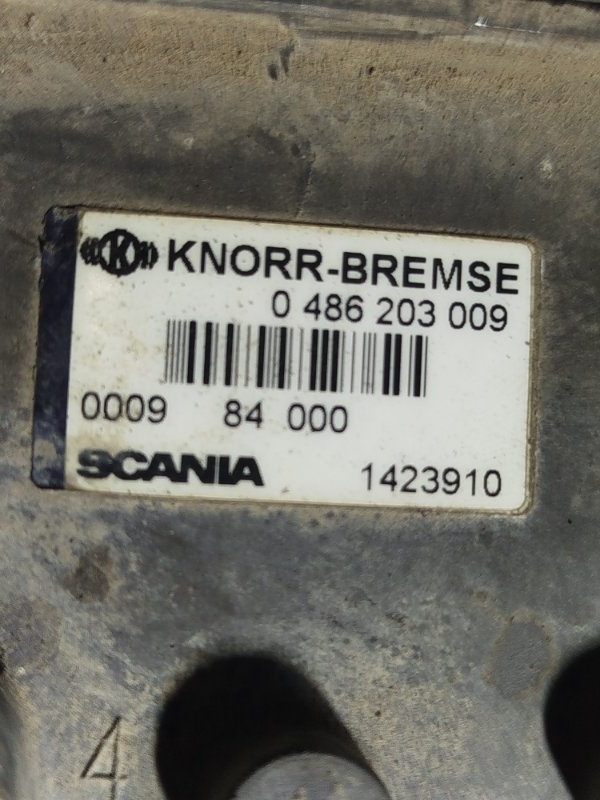 K KNORR-BREMSE
0 486 203 009
0009 84 000
SCANIA 1423910
4